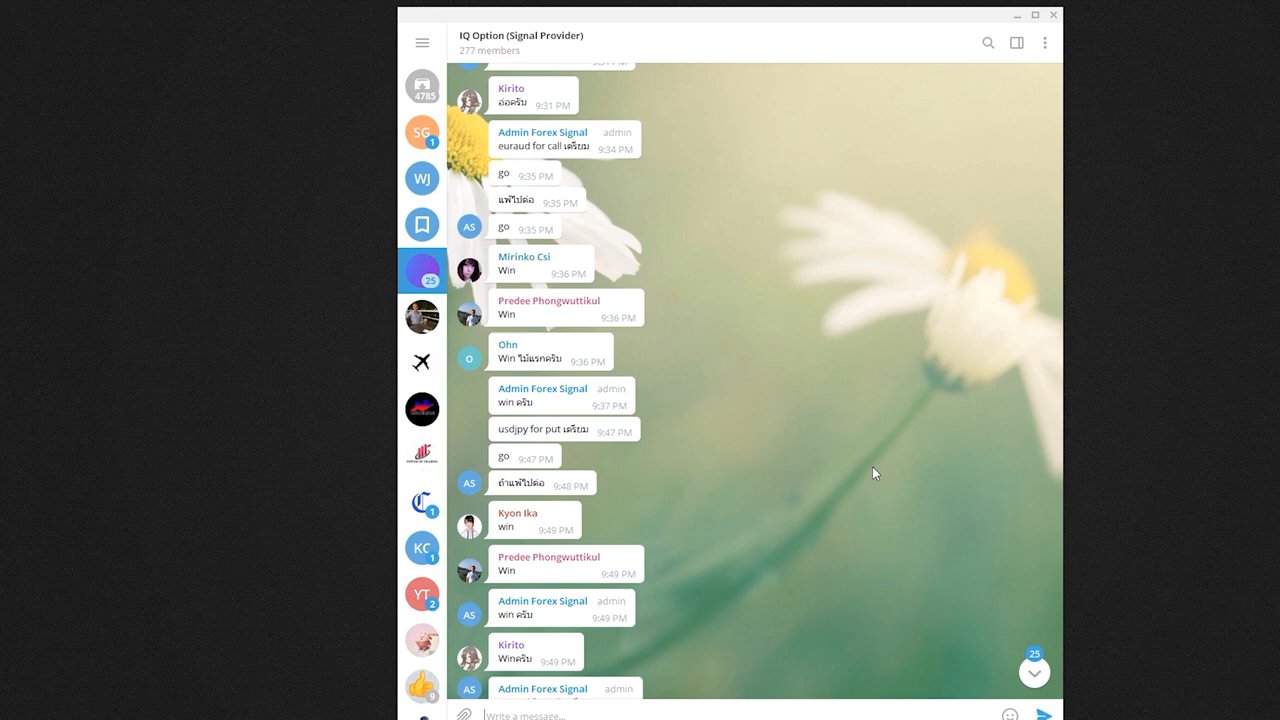 IQ Option (Signal Provider)
277 members
4785
Kirito
อ่อครับ 9:31 PM
SG
1
Admin Forex Signal admin
euraud for call เตรียม 9:34 PM
WJ
go 9:35 PM
แพ้ไปต่อ 9:35 PM
AS
go 9:35 PM
25
Mirinko Csi
Win 9:36 PM
Predee Phongwuttikul
Win 9:36 PM
O
Ohn
Win ไม้แรกครับ 9:36 PM
Admin Forex Signal admin
win ครับ 9:37 PM
usdjpy for put เตรียม 9:47 PM
go 9:47 PM
AS
ถ้าแพ้ไปต่อ 9:48 PM
C
1
Kyon Ika
win 9:49 PM
KC
1
Predee Phongwuttikul
Win 9:49 PM
YT
2
AS
Admin Forex Signal admin
win ครับ 9:49 PM
Kirito
Winครับ 9:49 PM
25
9
AS
Admin Forex Signal admin
Write a message...